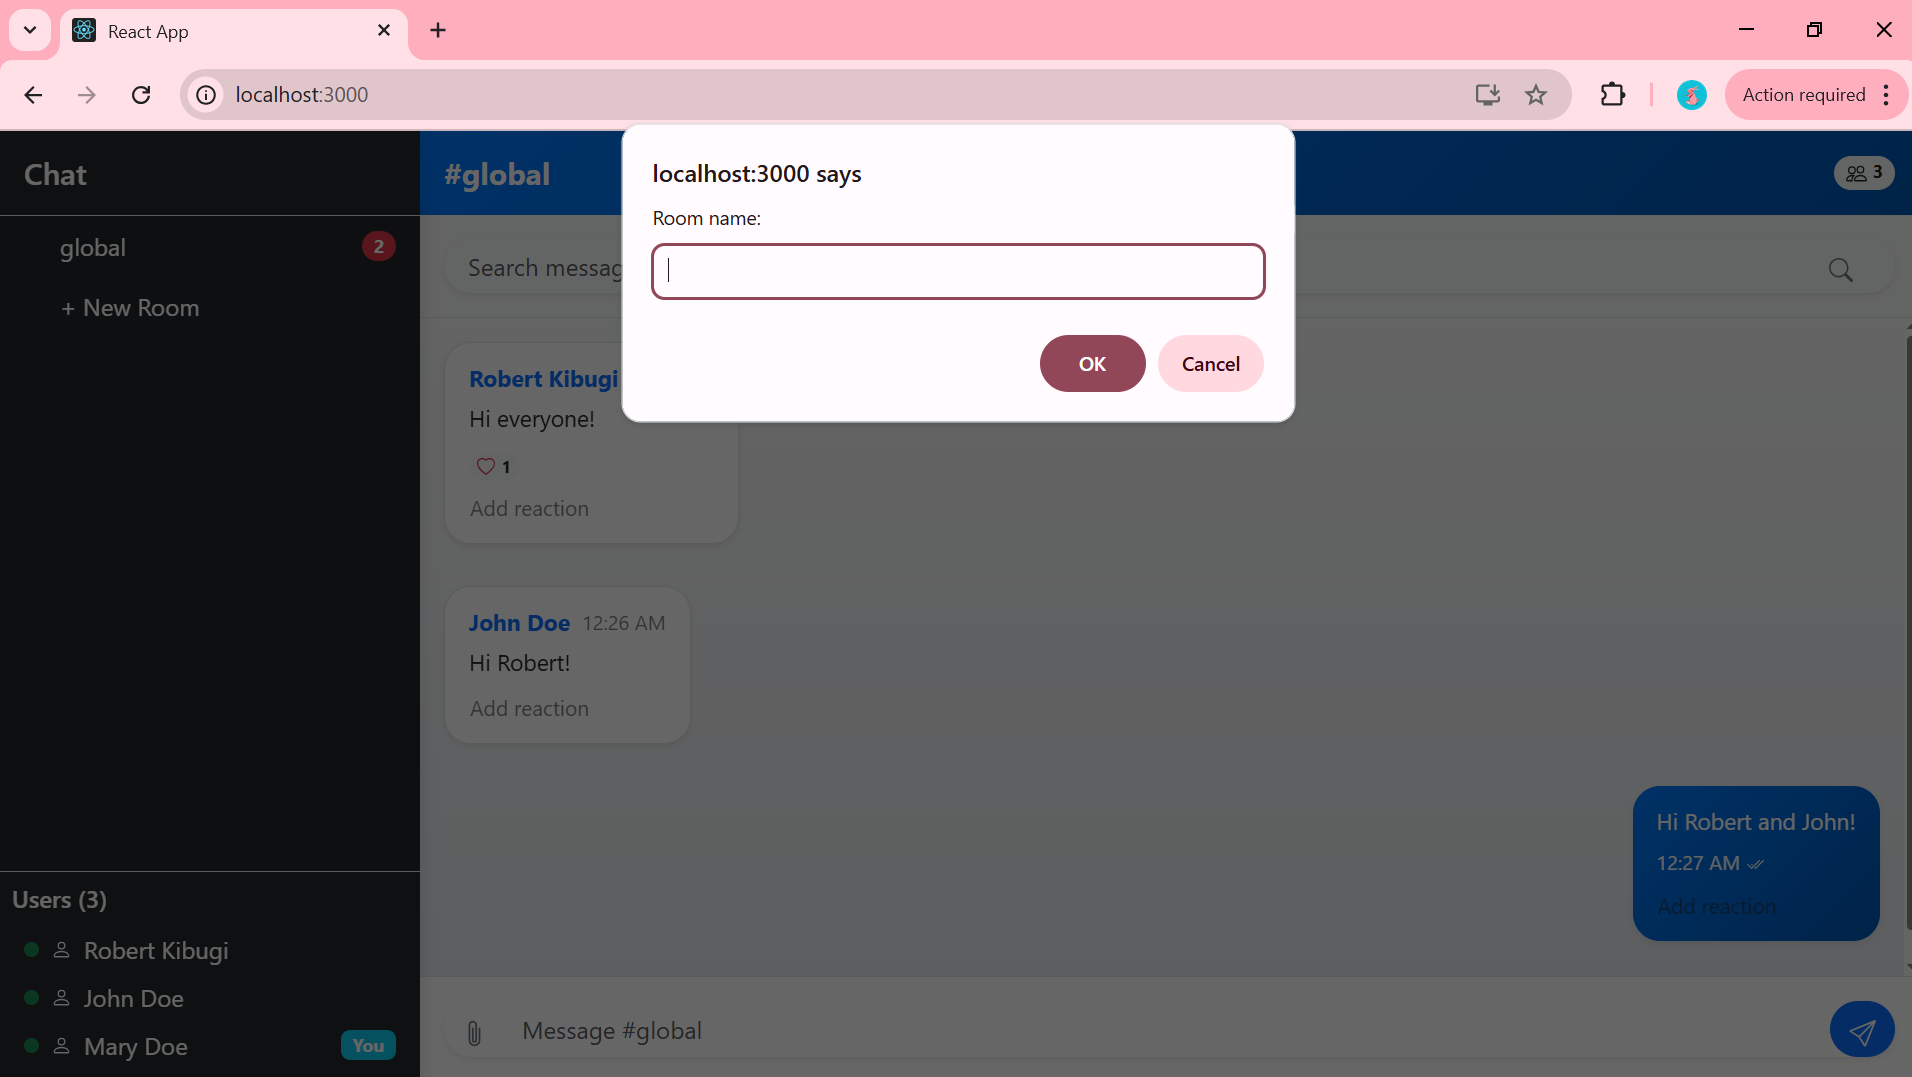 React App
localhost:3000
Action required
Chat
global
2
+ New Room
Users (3)
Robert Kibugi
John Doe
Mary Doe
You
#global
3
Search messag
localhost:3000 says
Room name:
OK
Cancel
Robert Kibugi
Hi everyone!
1
Add reaction
John Doe 12:26 AM
Hi Robert!
Add reaction
Hi Robert and John!
12:27 AM
Add reaction
Message #global